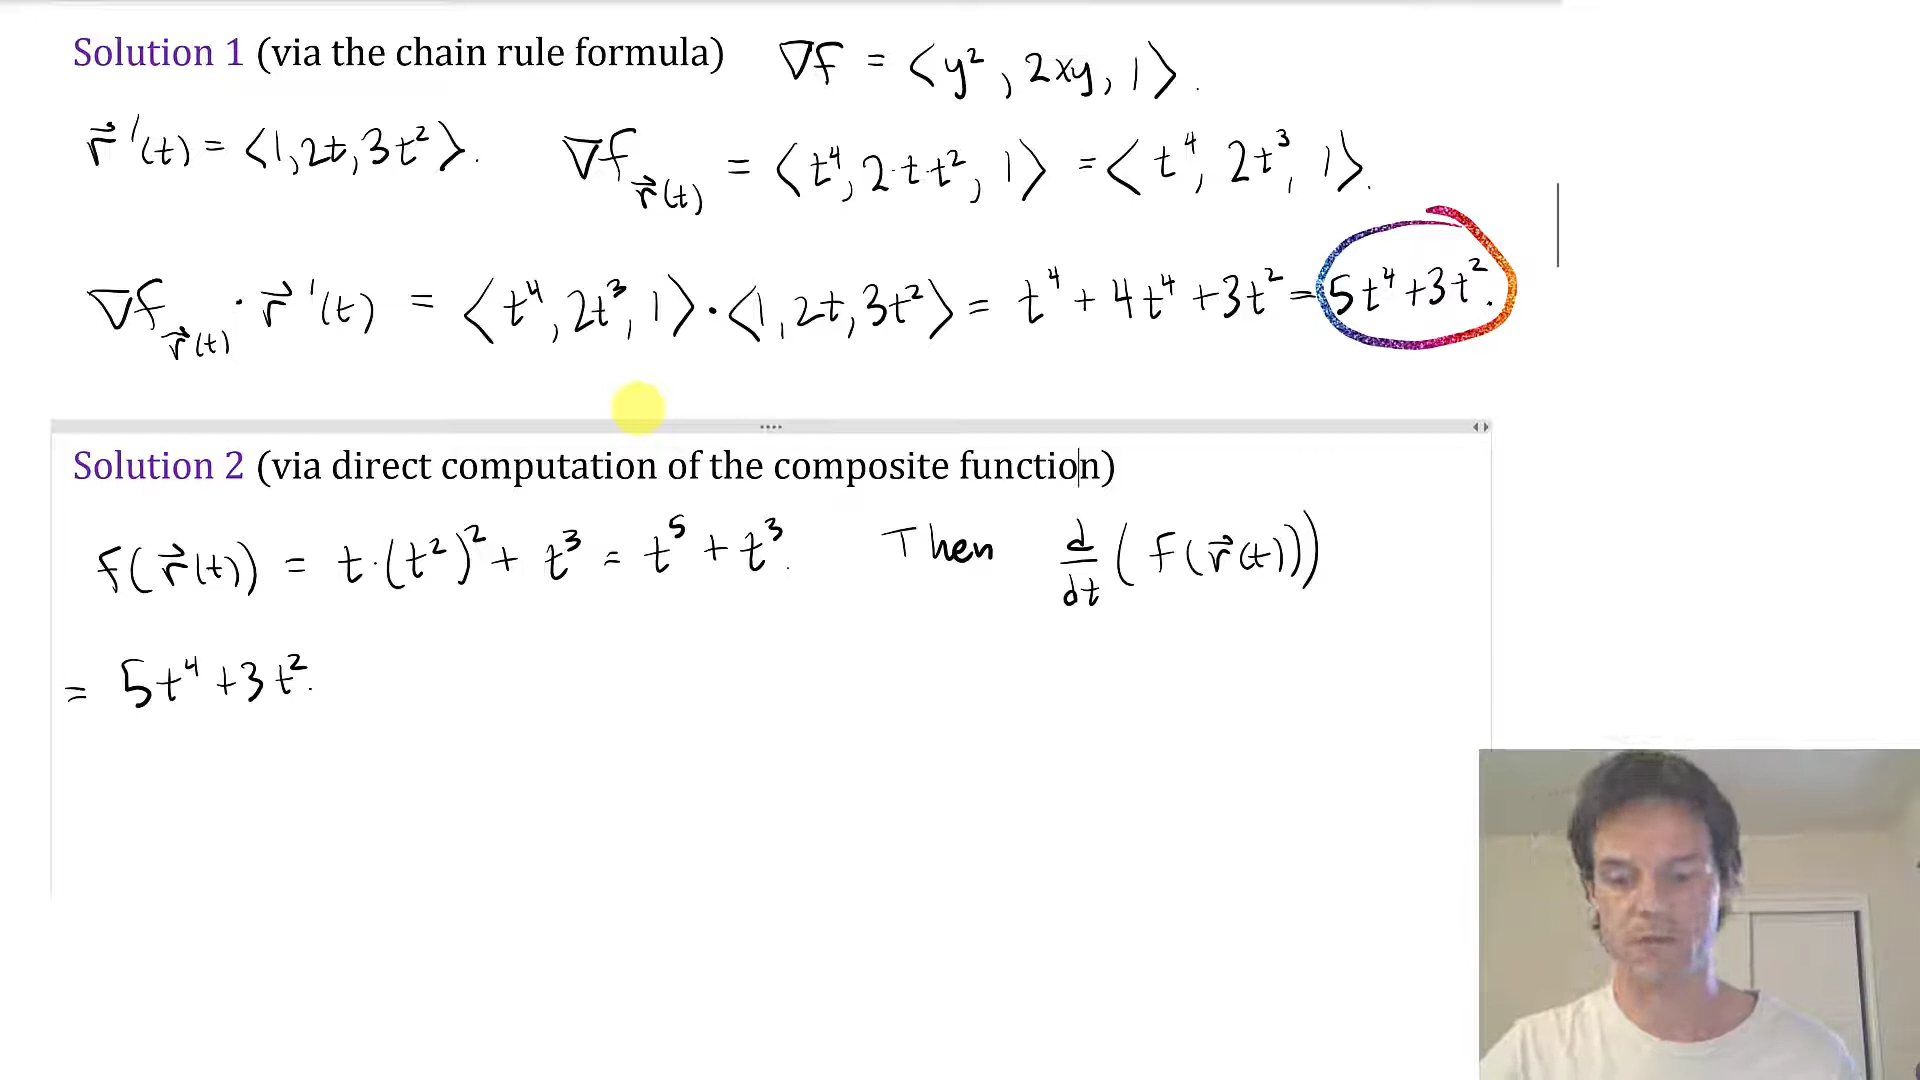 Solution 1 (via the chain rule formula) ∇f = ⟨y², 2xy, 1⟩.
r⃗ '(t) = ⟨1, 2t, 3t²⟩. ∇f_r⃗(t) = ⟨t⁴, 2·t·t², 1⟩ = ⟨t⁴, 2t³, 1⟩.
∇f_r⃗(t) · r⃗ '(t) = ⟨t⁴, 2t³, 1⟩ · ⟨1, 2t, 3t²⟩ = t⁴ + 4t⁴ + 3t² = 5t⁴ + 3t².
Solution 2 (via direct computation of the composite function)
f(r⃗(t)) = t·(t²)² + t³ = t⁵ + t³. Then d/dt (f(r⃗(t)))
= 5t⁴ + 3t².